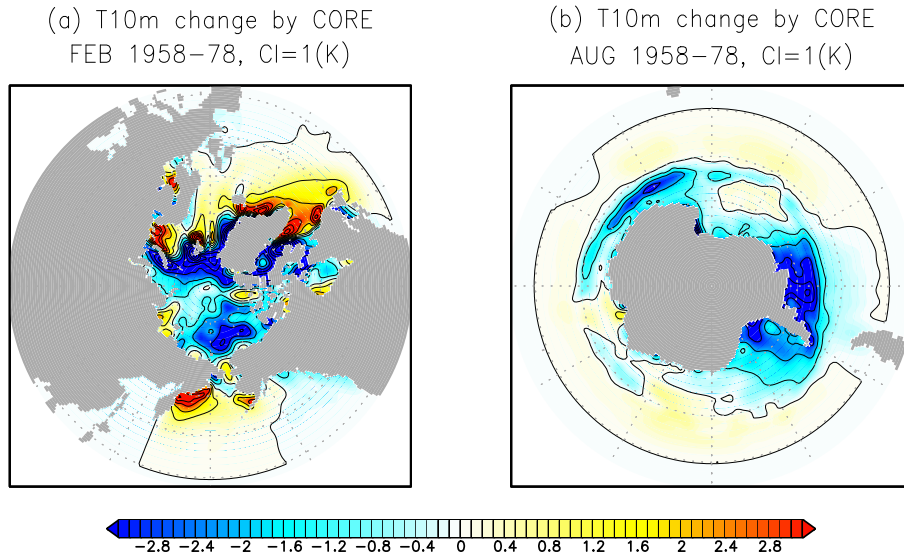 (a) T10m change by CORE
FEB 1958−78, CI=1(K)
(b) T10m change by CORE
AUG 1958−78, CI=1(K)
−2.8 −2.4 −2 −1.6 −1.2 −0.8 −0.4 0 0.4 0.8 1.2 1.6 2 2.4 2.8